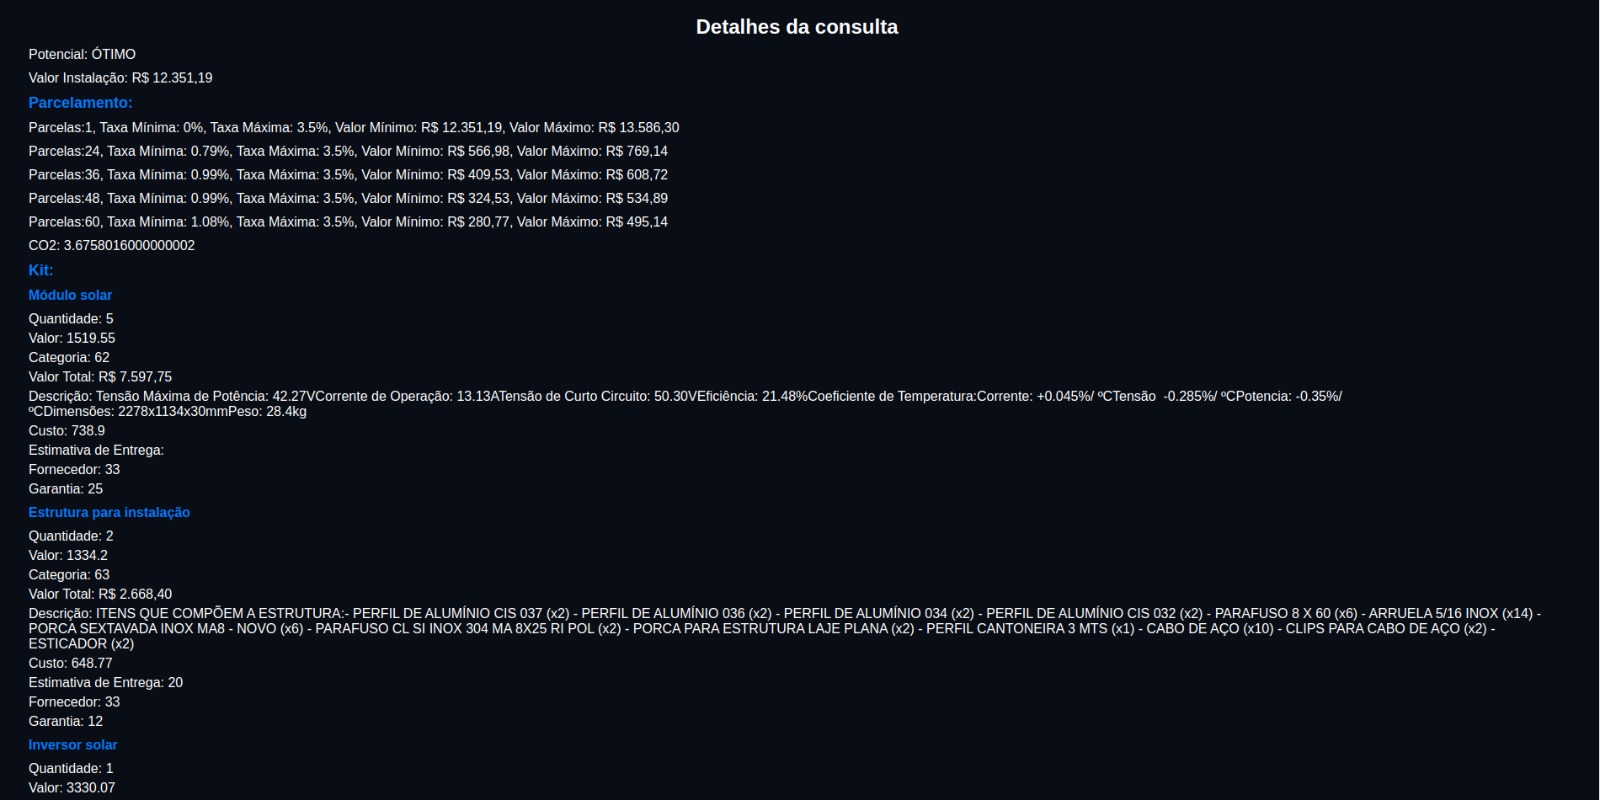 Detalhes da consulta
Potencial: ÓTIMO
Valor Instalação: R$ 12.351,19
Parcelamento:
Parcelas:1, Taxa Mínima: 0%, Taxa Máxima: 3.5%, Valor Mínimo: R$ 12.351,19, Valor Máximo: R$ 13.586,30
Parcelas:24, Taxa Mínima: 0.79%, Taxa Máxima: 3.5%, Valor Mínimo: R$ 566,98, Valor Máximo: R$ 769,14
Parcelas:36, Taxa Mínima: 0.99%, Taxa Máxima: 3.5%, Valor Mínimo: R$ 409,53, Valor Máximo: R$ 608,72
Parcelas:48, Taxa Mínima: 0.99%, Taxa Máxima: 3.5%, Valor Mínimo: R$ 324,53, Valor Máximo: R$ 534,89
Parcelas:60, Taxa Mínima: 1.08%, Taxa Máxima: 3.5%, Valor Mínimo: R$ 280,77, Valor Máximo: R$ 495,14
CO2: 3.6758016000000002
Kit:
Módulo solar
Quantidade: 5
Valor: 1519.55
Categoria: 62
Valor Total: R$ 7.597,75
Descrição: Tensão Máxima de Potência: 42.27VCorrente de Operação: 13.13ATensão de Curto Circuito: 50.30VEficiência: 21.48%Coeficiente de Temperatura:Corrente: +0.045%/ ºCTensão  -0.285%/ ºCPotencia: -0.35%/
ºCDimensões: 2278x1134x30mmPeso: 28.4kg
Custo: 738.9
Estimativa de Entrega:
Fornecedor: 33
Garantia: 25
Estrutura para instalação
Quantidade: 2
Valor: 1334.2
Categoria: 63
Valor Total: R$ 2.668,40
Descrição: ITENS QUE COMPÕEM A ESTRUTURA:- PERFIL DE ALUMÍNIO CIS 037 (x2) - PERFIL DE ALUMÍNIO 036 (x2) - PERFIL DE ALUMÍNIO 034 (x2) - PERFIL DE ALUMÍNIO CIS 032 (x2) - PARAFUSO 8 X 60 (x6) - ARRUELA 5/16 INOX (x14) -
PORCA SEXTAVADA INOX MA8 - NOVO (x6) - PARAFUSO CL SI INOX 304 MA 8X25 RI POL (x2) - PORCA PARA ESTRUTURA LAJE PLANA (x2) - PERFIL CANTONEIRA 3 MTS (x1) - CABO DE AÇO (x10) - CLIPS PARA CABO DE AÇO (x2) -
ESTICADOR (x2)
Custo: 648.77
Estimativa de Entrega: 20
Fornecedor: 33
Garantia: 12
Inversor solar
Quantidade: 1
Valor: 3330.07